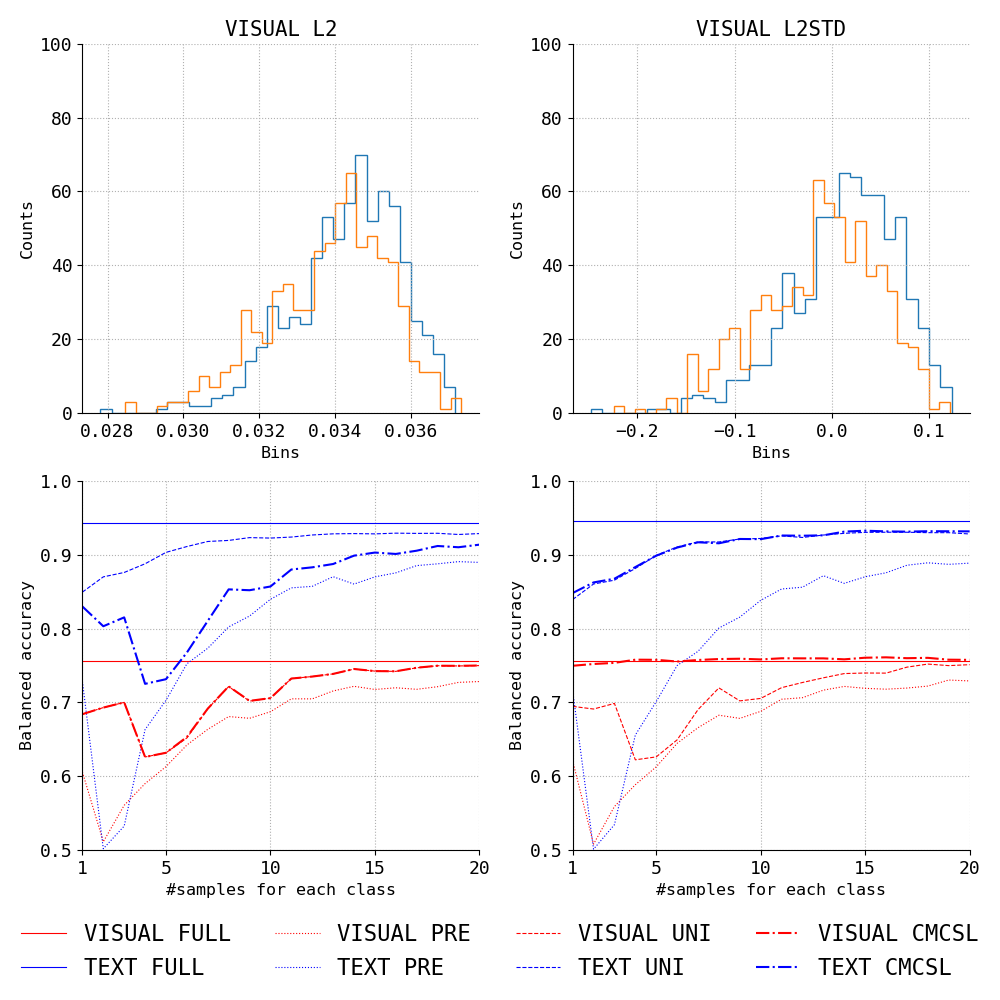 VISUAL L2
VISUAL L2STD
100
80
60
40
20
0
Counts
0.028 0.030 0.032 0.034 0.036
Bins
100
80
60
40
20
0
Counts
−0.2 −0.1 0.0 0.1
Bins
1.0
0.9
0.8
0.7
0.6
0.5
Balanced accuracy
1 5 10 15 20
#samples for each class
1.0
0.9
0.8
0.7
0.6
0.5
Balanced accuracy
1 5 10 15 20
#samples for each class
VISUAL FULL VISUAL PRE VISUAL UNI VISUAL CMCSL
TEXT FULL TEXT PRE TEXT UNI TEXT CMCSL